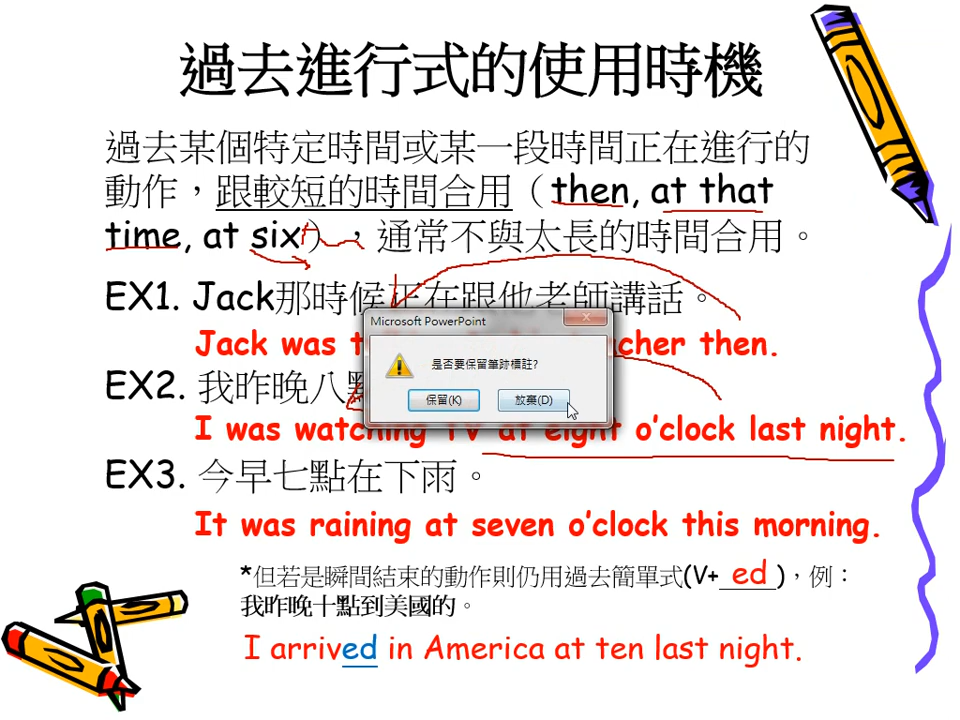 過去進行式的使用時機
過去某個特定時間或某一段時間正在進行的
動作，跟較短的時間合用（then, at that
time, at six），通常不與太長的時間合用。
EX1. Jack那時候正在跟他老師講話。
Microsoft PowerPoint
Jack was then.
是否要保留筆跡標註?
EX2. 我昨晚八點
保留(K) 放棄(D)
I was watching TV at eight o’clock last night.
EX3. 今早七點在下雨。
It was raining at seven o’clock this morning.
*但若是瞬間結束的動作則仍用過去簡單式(V+ ed )，例：
我昨晚十點到美國的。
I arrived in America at ten last night.